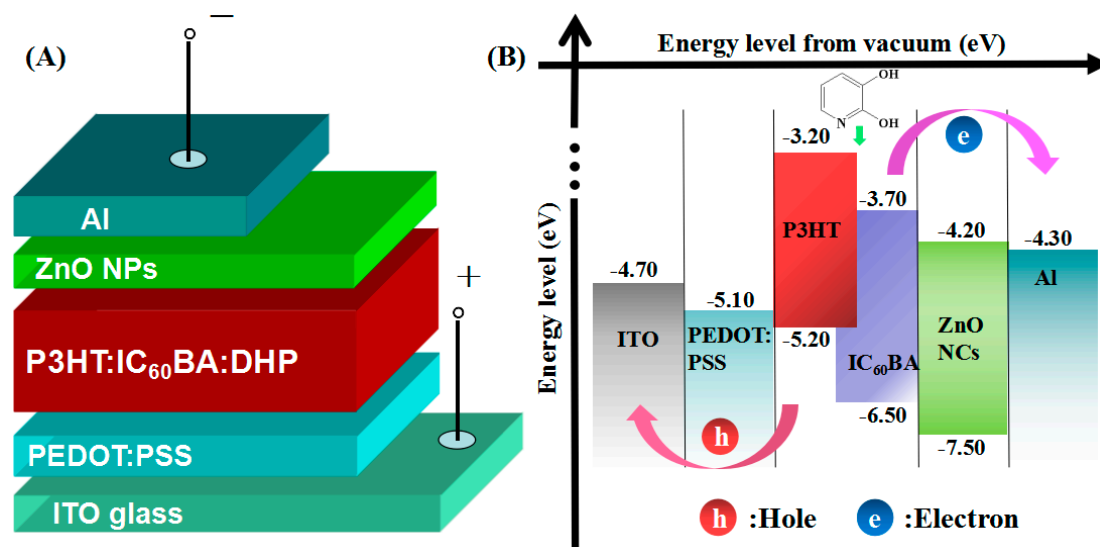 (A)
−
Al
ZnO NPs
+
P3HT:IC₆₀BA:DHP
PEDOT:PSS
ITO glass
(B)
Energy level from vacuum (eV)
Energy level (eV)
OH
N
OH
-3.20
e
-3.70
P3HT
-4.20
-4.30
-4.70
Al
-5.10
ITO
PEDOT:
PSS
-5.20
ZnO
NCs
IC₆₀BA
-6.50
h
-7.50
h :Hole
e :Electron